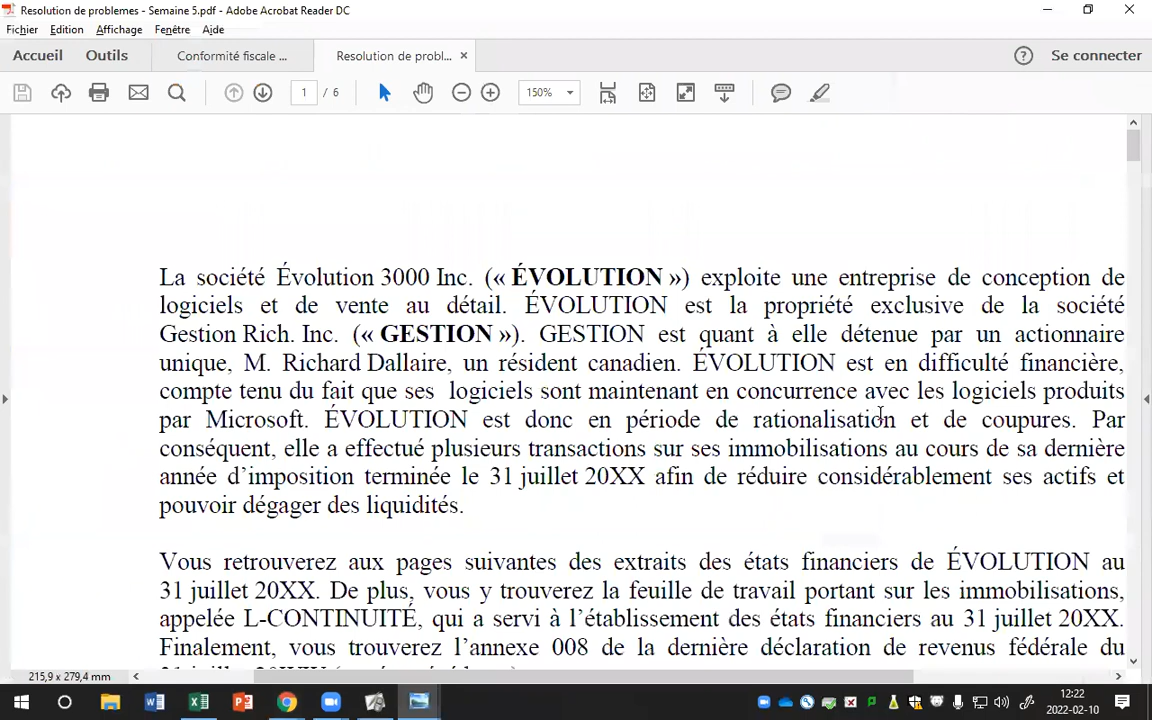 Resolution de problemes - Semaine 5.pdf - Adobe Acrobat Reader DC
Fichier Edition Affichage Fenêtre Aide
Accueil Outils Conformité fiscale ... Resolution de probl... × Se connecter
1 / 6 150%
La société Évolution 3000 Inc. (« ÉVOLUTION ») exploite une entreprise de conception de
logiciels et de vente au détail. ÉVOLUTION est la propriété exclusive de la société
Gestion Rich. Inc. (« GESTION »). GESTION est quant à elle détenue par un actionnaire
unique, M. Richard Dallaire, un résident canadien. ÉVOLUTION est en difficulté financière,
compte tenu du fait que ses logiciels sont maintenant en concurrence avec les logiciels produits
par Microsoft. ÉVOLUTION est donc en période de rationalisation et de coupures. Par
conséquent, elle a effectué plusieurs transactions sur ses immobilisations au cours de sa dernière
année d’imposition terminée le 31 juillet 20XX afin de réduire considérablement ses actifs et
pouvoir dégager des liquidités.
Vous retrouverez aux pages suivantes des extraits des états financiers de ÉVOLUTION au
31 juillet 20XX. De plus, vous y trouverez la feuille de travail portant sur les immobilisations,
appelée L-CONTINUITÉ, qui a servi à l’établissement des états financiers au 31 juillet 20XX.
Finalement, vous trouverez l’annexe 008 de la dernière déclaration de revenus fédérale du
215,9 x 279,4 mm
12:22
2022-02-10